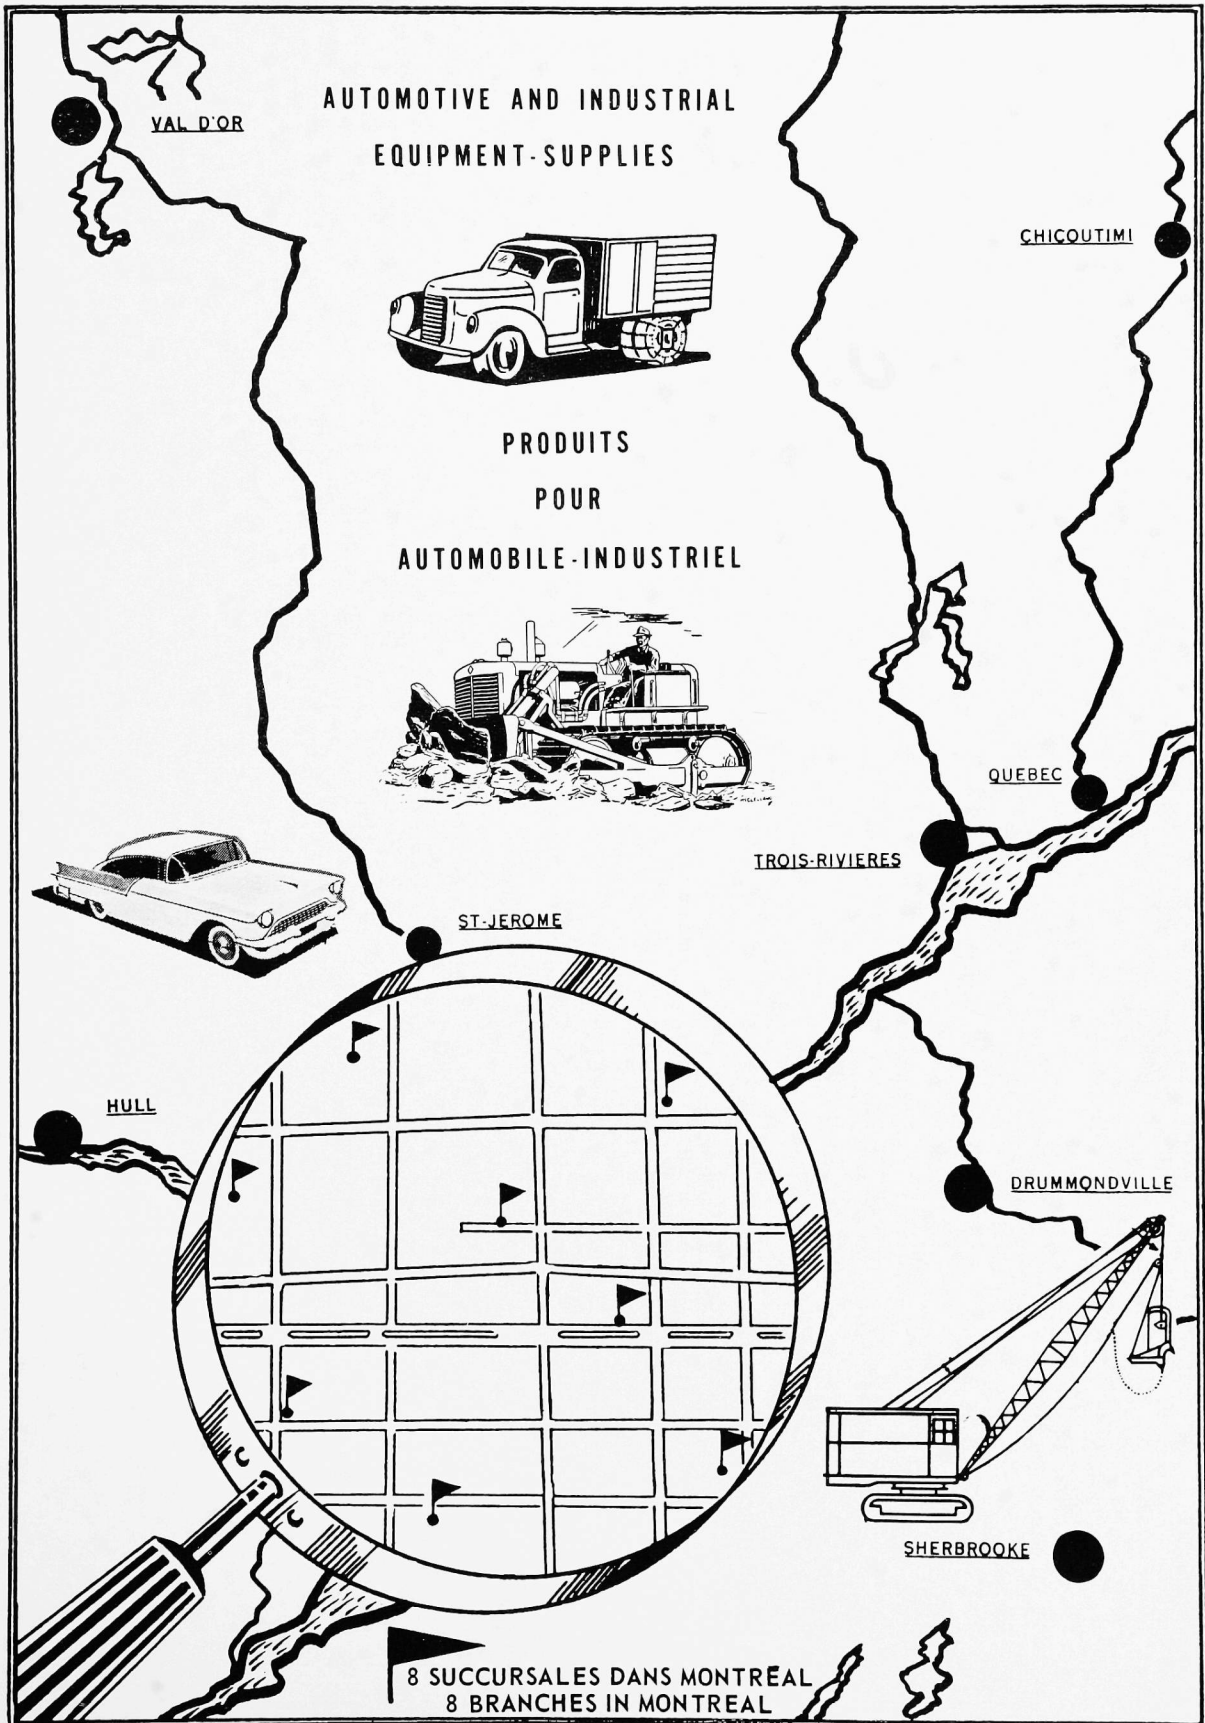 AUTOMOTIVE AND INDUSTRIAL
EQUIPMENT-SUPPLIES
VAL D'OR
CHICOUTIMI
PRODUITS
POUR
AUTOMOBILE-INDUSTRIEL
QUEBEC
TROIS-RIVIERES
ST-JEROME
HULL
DRUMMONDVILLE
SHERBROOKE
8 SUCCURSALES DANS MONTRÉAL
8 BRANCHES IN MONTREAL